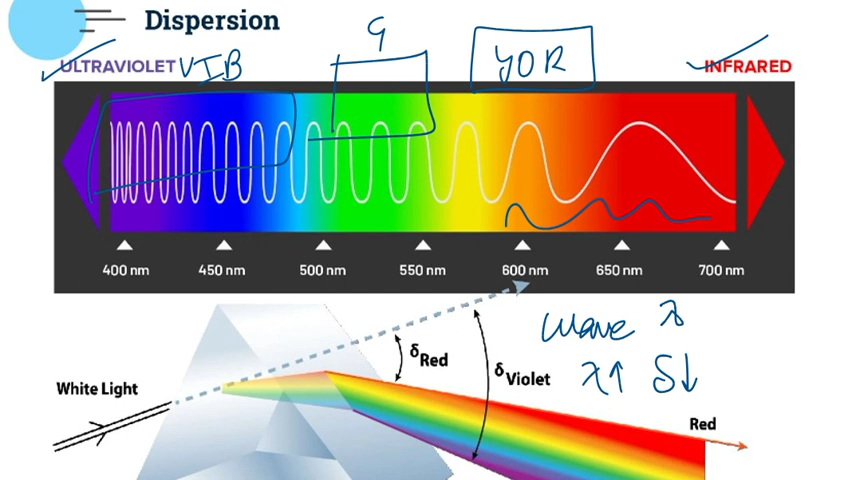 Dispersion
G
ULTRAVIOLET VIB YOR INFRARED
400 nm 450 nm 500 nm 550 nm 600 nm 650 nm 700 nm
wave λ
δRed
δViolet λ↑ δ↓
White Light
Red